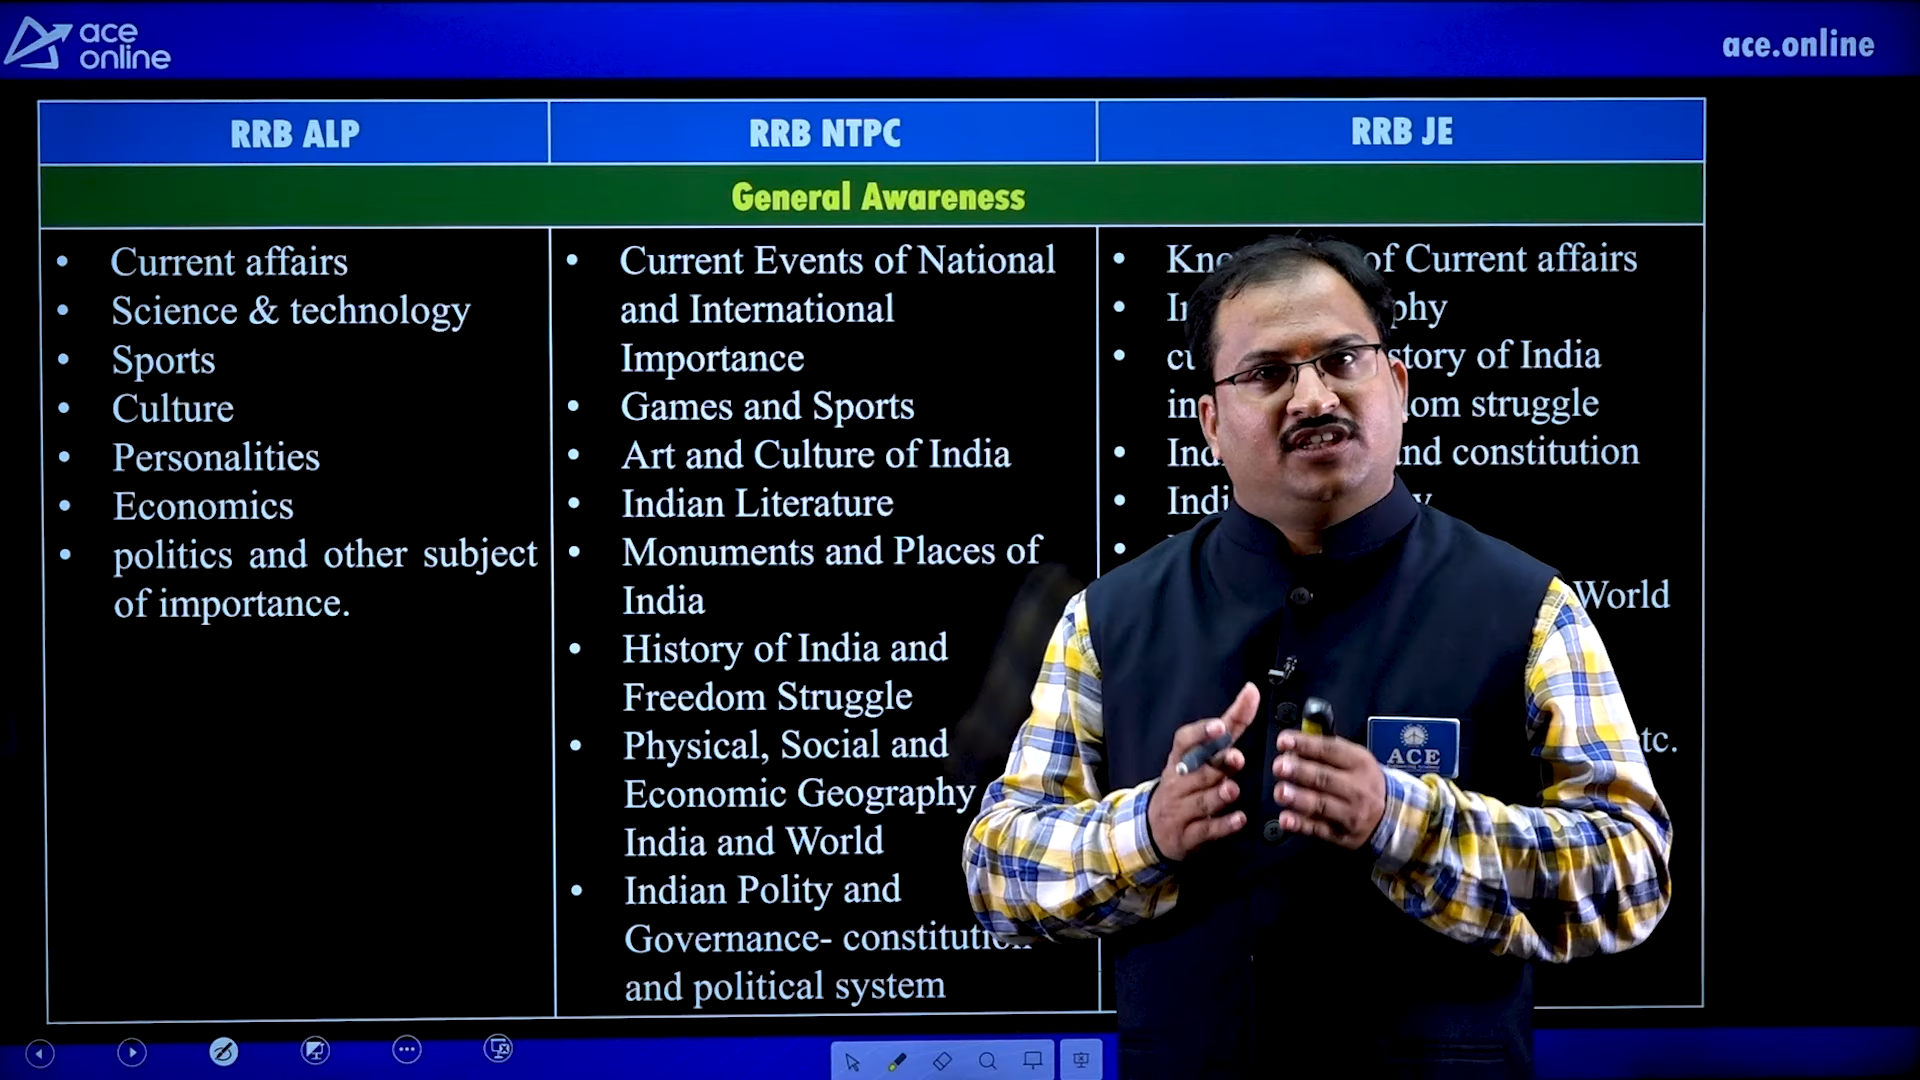 ace
online
ace.online
RRB ALP
RRB NTPC
RRB JE
General Awareness
• Current affairs
• Science & technology
• Sports
• Culture
• Personalities
• Economics
• politics and other subject
of importance.
• Current Events of National
and International
Importance
• Games and Sports
• Art and Culture of India
• Indian Literature
• Monuments and Places of
India
• History of India and
Freedom Struggle
• Physical, Social and
Economic Geography
India and World
• Indian Polity and
Governance- constitution
and political system
• of Current affairs
•
• story of India
struggle
• and constitution
•
•
World
etc.
ACE